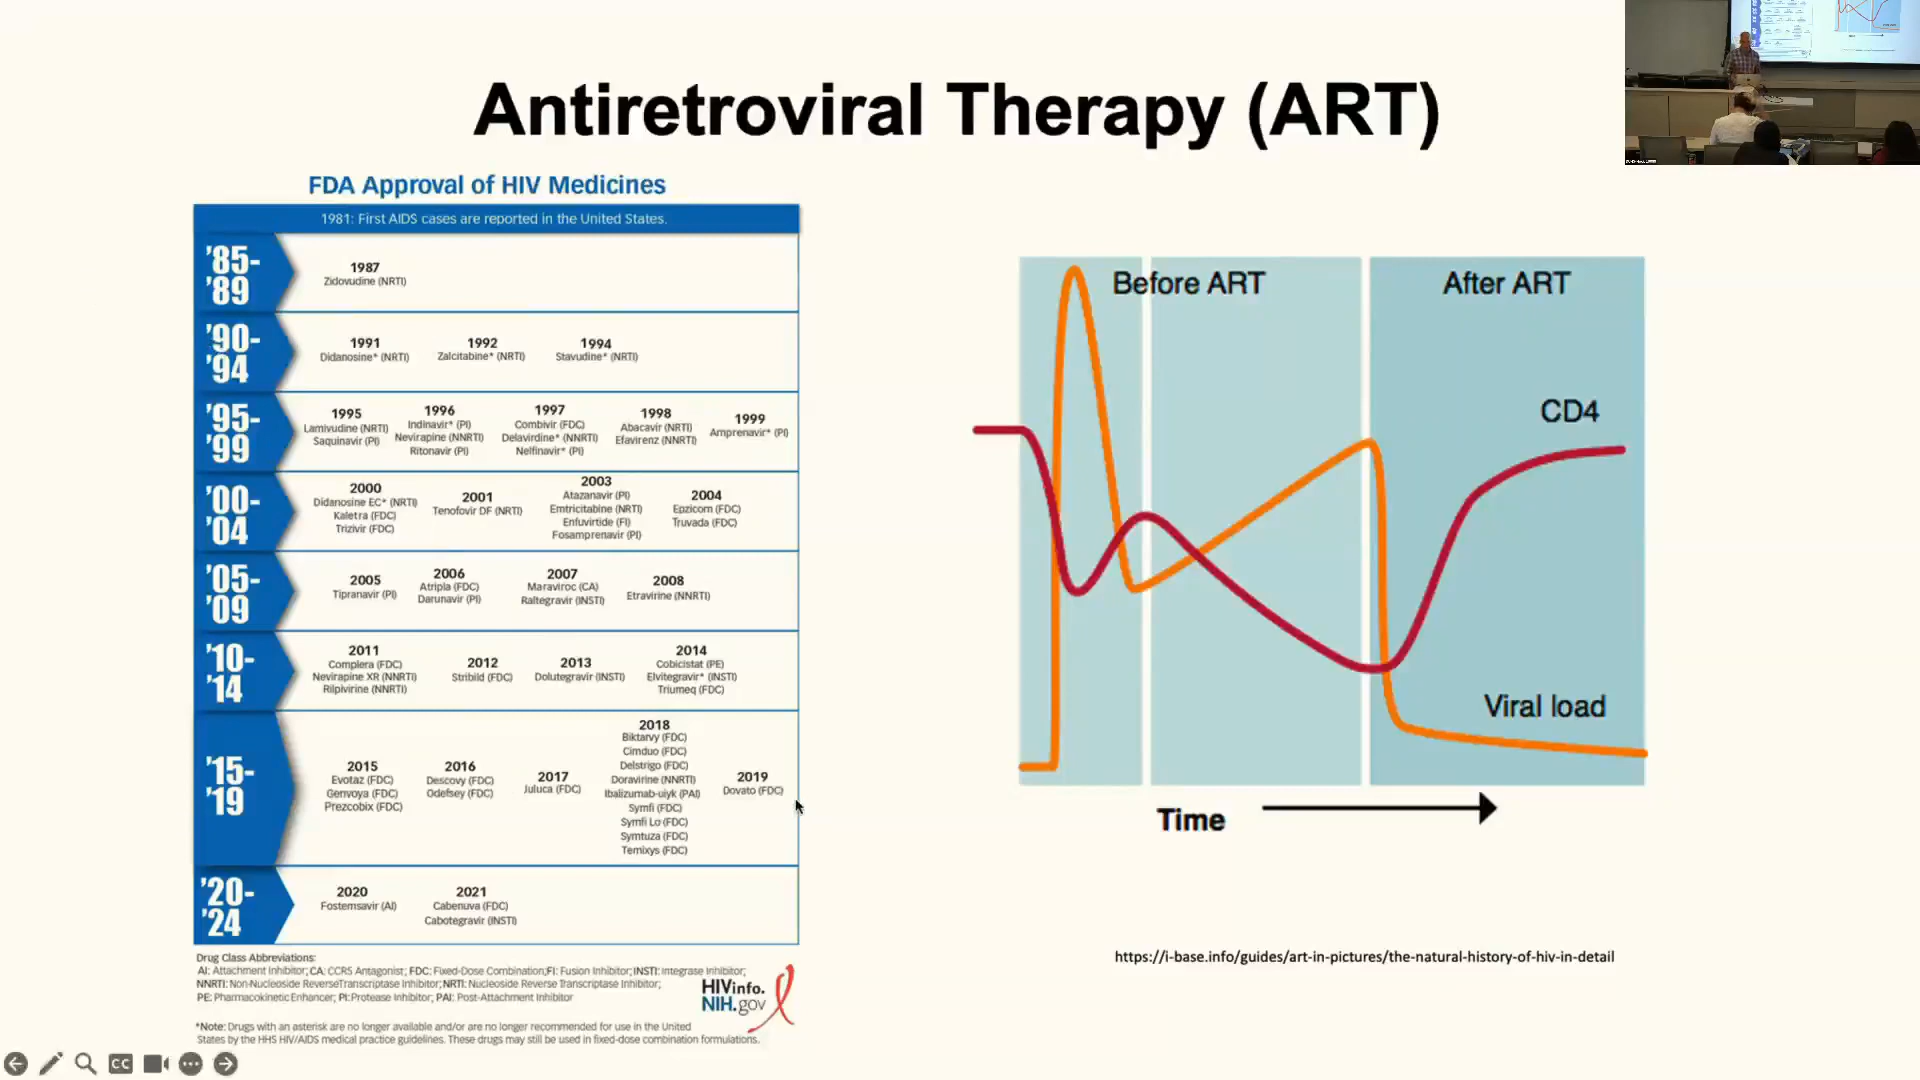 Antiretroviral Therapy (ART)
FDA Approval of HIV Medicines
1981: First AIDS cases are reported in the United States.
'85-
'89
1987
Zidovudine (NRTI)
'90-
'94
1991
Didanosine* (NRTI)
1992
Zalcitabine* (NRTI)
1994
Stavudine* (NRTI)
'95-
'99
1995
Lamivudine (NRTI)
Saquinavir (PI)
1996
Indinavir* (PI)
Nevirapine (NNRTI)
Ritonavir (PI)
1997
Combivir (FDC)
Delavirdine* (NNRTI)
Nelfinavir* (PI)
1998
Abacavir (NRTI)
Efavirenz (NNRTI)
1999
Amprenavir* (PI)
'00-
'04
2000
Didanosine EC* (NRTI)
Kaletra (FDC)
Trizivir (FDC)
2001
Tenofovir DF (NRTI)
2003
Atazanavir (PI)
Emtricitabine (NRTI)
Enfuvirtide (FI)
Fosamprenavir (PI)
2004
Epzicom (FDC)
Truvada (FDC)
'05-
'09
2005
Tipranavir (PI)
2006
Atripla (FDC)
Darunavir (PI)
2007
Maraviroc (CA)
Raltegravir (INSTI)
2008
Etravirine (NNRTI)
'10-
'14
2011
Complera (FDC)
Nevirapine XR (NNRTI)
Rilpivirine (NNRTI)
2012
Stribild (FDC)
2013
Dolutegravir (INSTI)
2014
Cobicistat (PE)
Elvitegravir* (INSTI)
Triumeq (FDC)
'15-
'19
2015
Evotaz (FDC)
Genvoya (FDC)
Prezcobix (FDC)
2016
Descovy (FDC)
Odefsey (FDC)
2017
Juluca (FDC)
2018
Biktarvy (FDC)
Cimduo (FDC)
Delstrigo (FDC)
Doravirine (NNRTI)
Ibalizumab-uiyk (PAI)
Symfi (FDC)
Symfi Lo (FDC)
Symtuza (FDC)
Temixys (FDC)
2019
Dovato (FDC)
'20-
'24
2020
Fostemsavir (AI)
2021
Cabenuva (FDC)
Cabotegravir (INSTI)
Drug Class Abbreviations:
AI: Attachment Inhibitor; CA: CCR5 Antagonist; FDC: Fixed-Dose Combination; FI: Fusion Inhibitor; INSTI: Integrase Inhibitor;
NNRTI: Non-Nucleoside Reverse Transcriptase Inhibitor; NRTI: Nucleoside Reverse Transcriptase Inhibitor;
PE: Pharmacokinetic Enhancer; PI: Protease Inhibitor; PAI: Post-Attachment Inhibitor
HIVinfo.
NIH.gov
*Note: Drugs with an asterisk are no longer available and/or are no longer recommended for use in the United
States by the HHS HIV/AIDS medical practice guidelines. These drugs may still be used in fixed-dose combination formulations.
Before ART
After ART
CD4
Viral load
Time
https://i-base.info/guides/art-in-pictures/the-natural-history-of-hiv-in-detail
CC